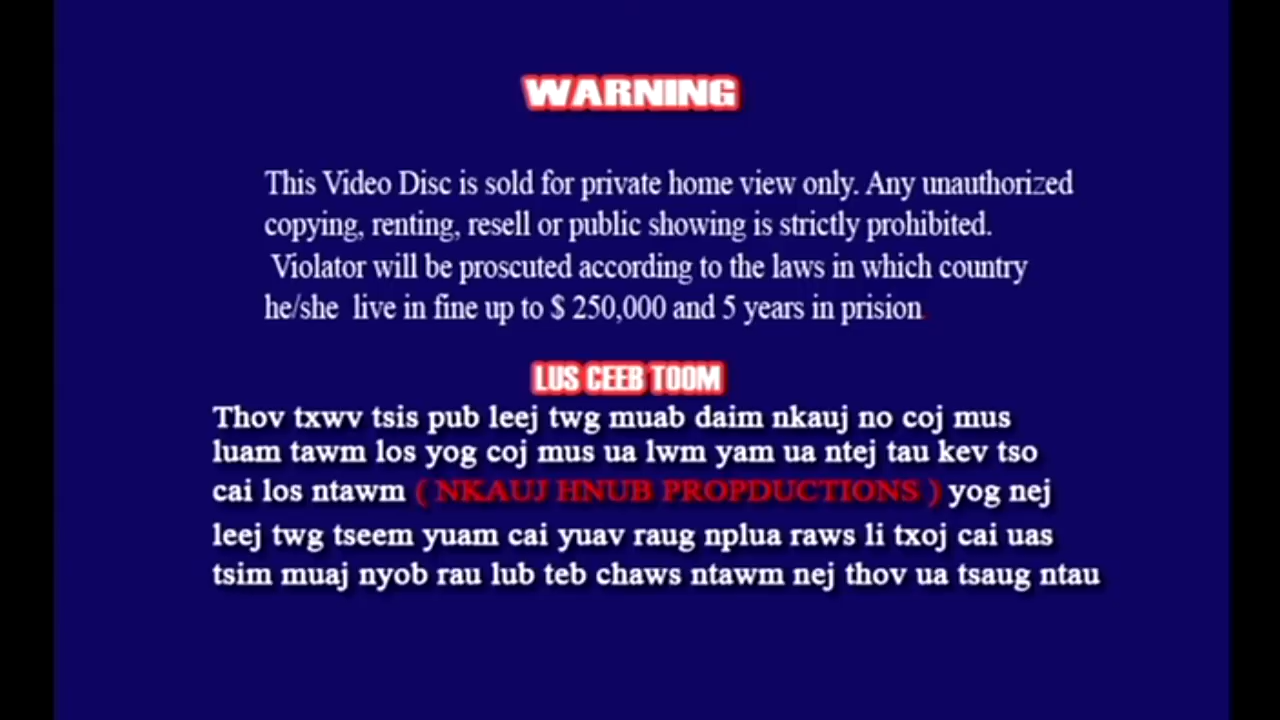 WARNING
This Video Disc is sold for private home view only. Any unauthorized
copying, renting, resell or public showing is strictly prohibited.
Violator will be proscuted according to the laws in which country
he/she live in fine up to $ 250,000 and 5 years in prision.
LUS CEEB TOOM
Thov txwv tsis pub leej twg muab daim nkauj no coj mus
luam tawm los yog coj mus ua lwm yam ua ntej tau kev tso
cai los ntawm ( NKAUJ HNUB PROPDUCTIONS ) yog nej
leej twg tseem yuam cai yuav raug nplua raws li txoj cai uas
tsim muaj nyob rau lub teb chaws ntawm nej thov ua tsaug ntau